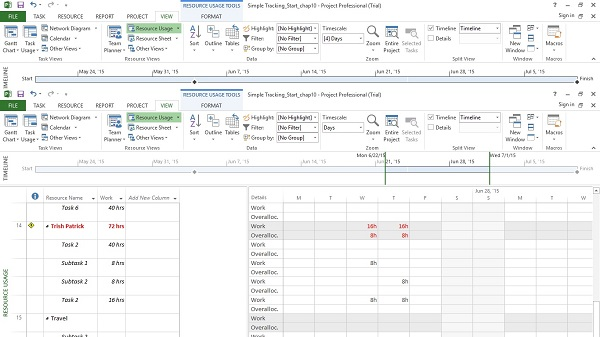 RESOURCE USAGE TOOLS Simple Tracking_Start_chap10 - Project Professional (Trial)
FILE TASK RESOURCE REPORT PROJECT VIEW FORMAT Sign in
Gantt Chart Task Usage Network Diagram Calendar Other Views Team Planner Resource Usage Resource Sheet Other Views Sort Outline Tables Highlight: [No Highlight] Filter: [No Filter] Group by: [No Group] Timescale: [4]Days Zoom Entire Project Selected Tasks Timeline Timeline Details New Window Macros
Task Views Resource Views Data Zoom Split View Window Macros
TIMELINE Start May 24, '15 May 31, '15 Jun 7, '15 Jun 14, '15 Jun 21, '15 Jun 28, '15 Jul 5, '15 Finish
RESOURCE USAGE TOOLS Simple Tracking_Start_chap10 - Project Professional (Trial)
FILE TASK RESOURCE REPORT PROJECT VIEW FORMAT Sign in
Gantt Chart Task Usage Network Diagram Calendar Other Views Team Planner Resource Usage Resource Sheet Other Views Sort Outline Tables Highlight: [No Highlight] Filter: [No Filter] Group by: [No Group] Timescale: Days Zoom Entire Project Selected Tasks Timeline Timeline Details New Window Macros
Task Views Resource Views Data Zoom Split View Window Macros
Mon 6/22/15 Wed 7/1/15
TIMELINE Start May 24, '15 May 31, '15 Jun 7, '15 Jun 14, '15 Jun 21, '15 Jun 28, '15 Jul 5, '15 Finish
Jun 28, '15
Resource Name Work Add New Column Details M T W T F S S M T W
Task 6 40 hrs Work
Overalloc.
14 Trish Patrick 72 hrs Work 16h 16h
Overalloc. 8h 8h
Task 2 40 hrs Work
Overalloc.
Subtask 1 8 hrs Work 8h
Overalloc.
Subtask 2 8 hrs Work 8h
Overalloc.
Task 2 16 hrs Work 8h 8h
Overalloc.
15 Travel Work
Overalloc.
Work
RESOURCE USAGE